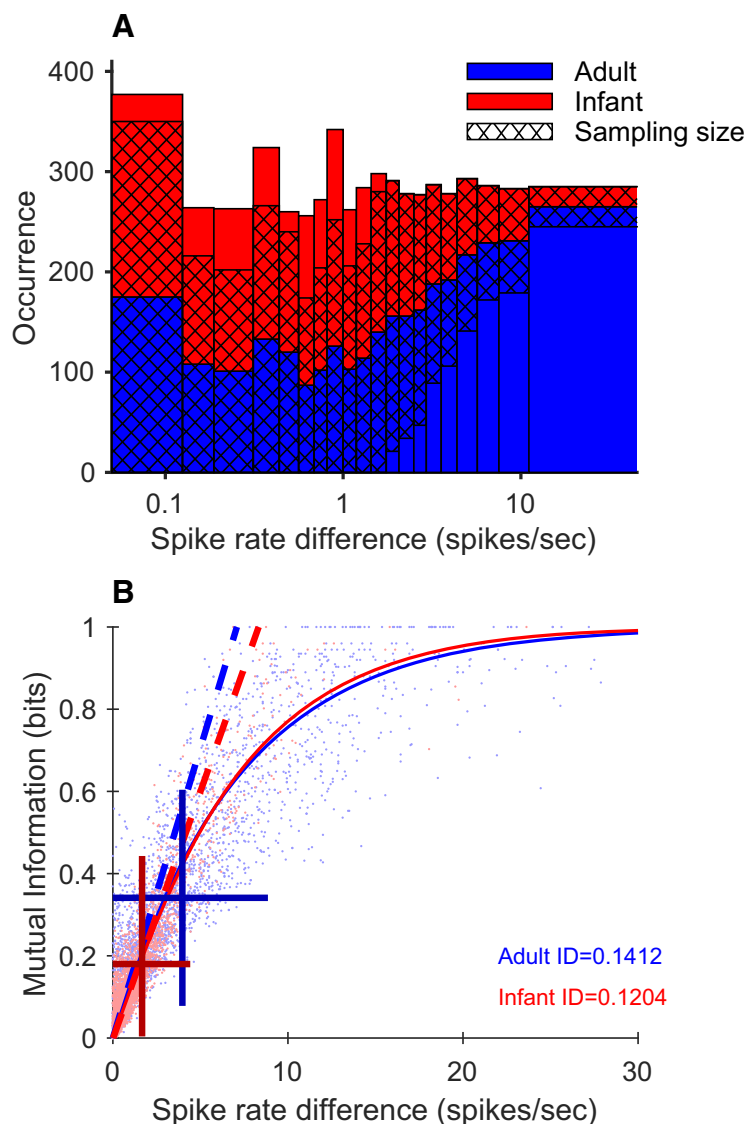 A
400
300
200
100
0
Occurrence
Adult
Infant
Sampling size
0.1
1
10
Spike rate difference (spikes/sec)
B
1
0.8
0.6
0.4
0.2
0
Mutual Information (bits)
Adult ID=0.1412
Infant ID=0.1204
0
10
20
30
Spike rate difference (spikes/sec)